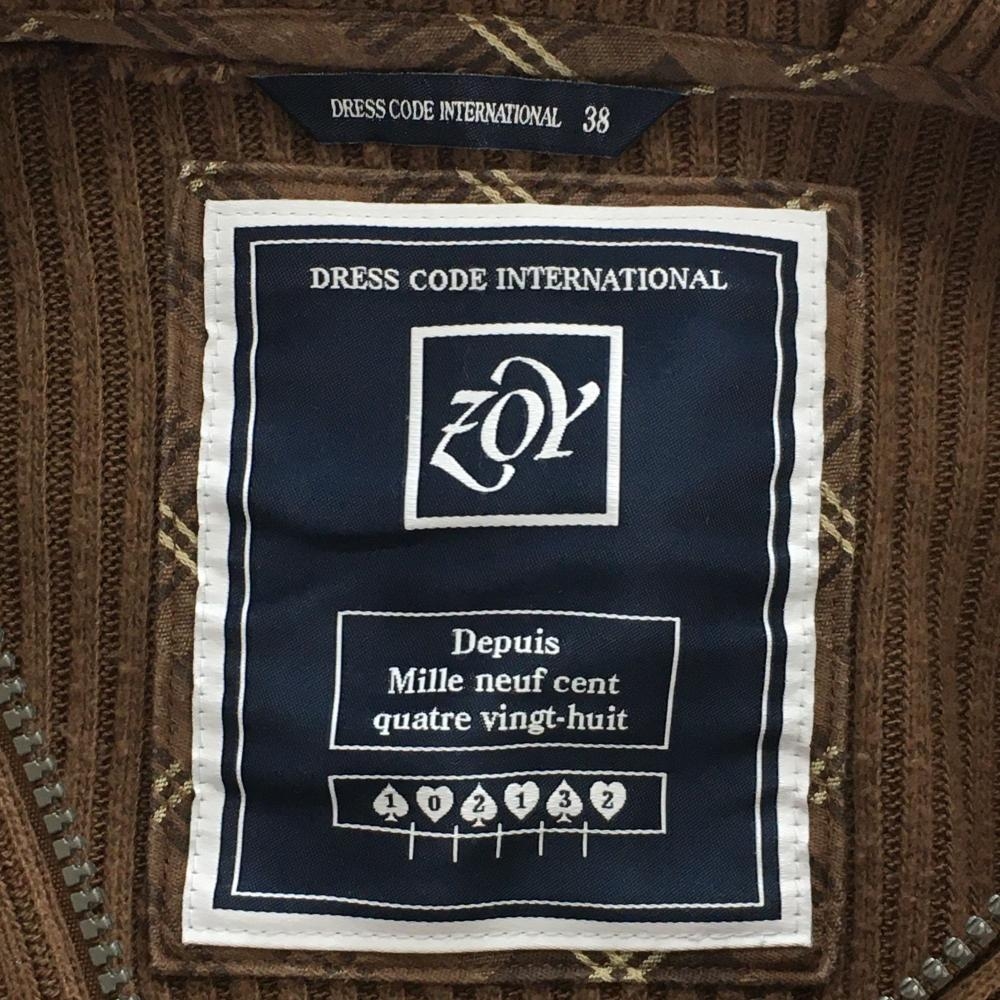 DRESS CODE INTERNATIONAL 38
DRESS CODE INTERNATIONAL
ZOY
Depuis
Mille neuf cent
quatre vingt-huit
1 0 2 1 3 2